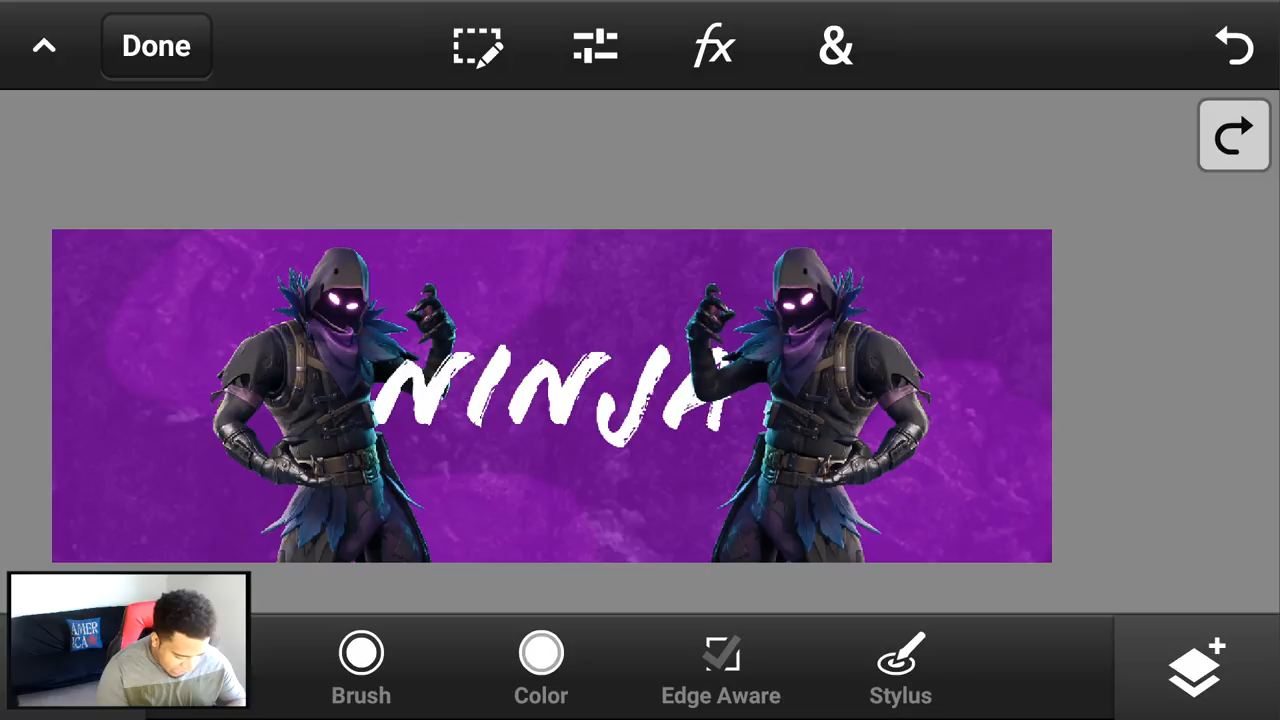 Done
fx
&
NINJA
AMER
ICA
Brush
Color
Edge Aware
Stylus